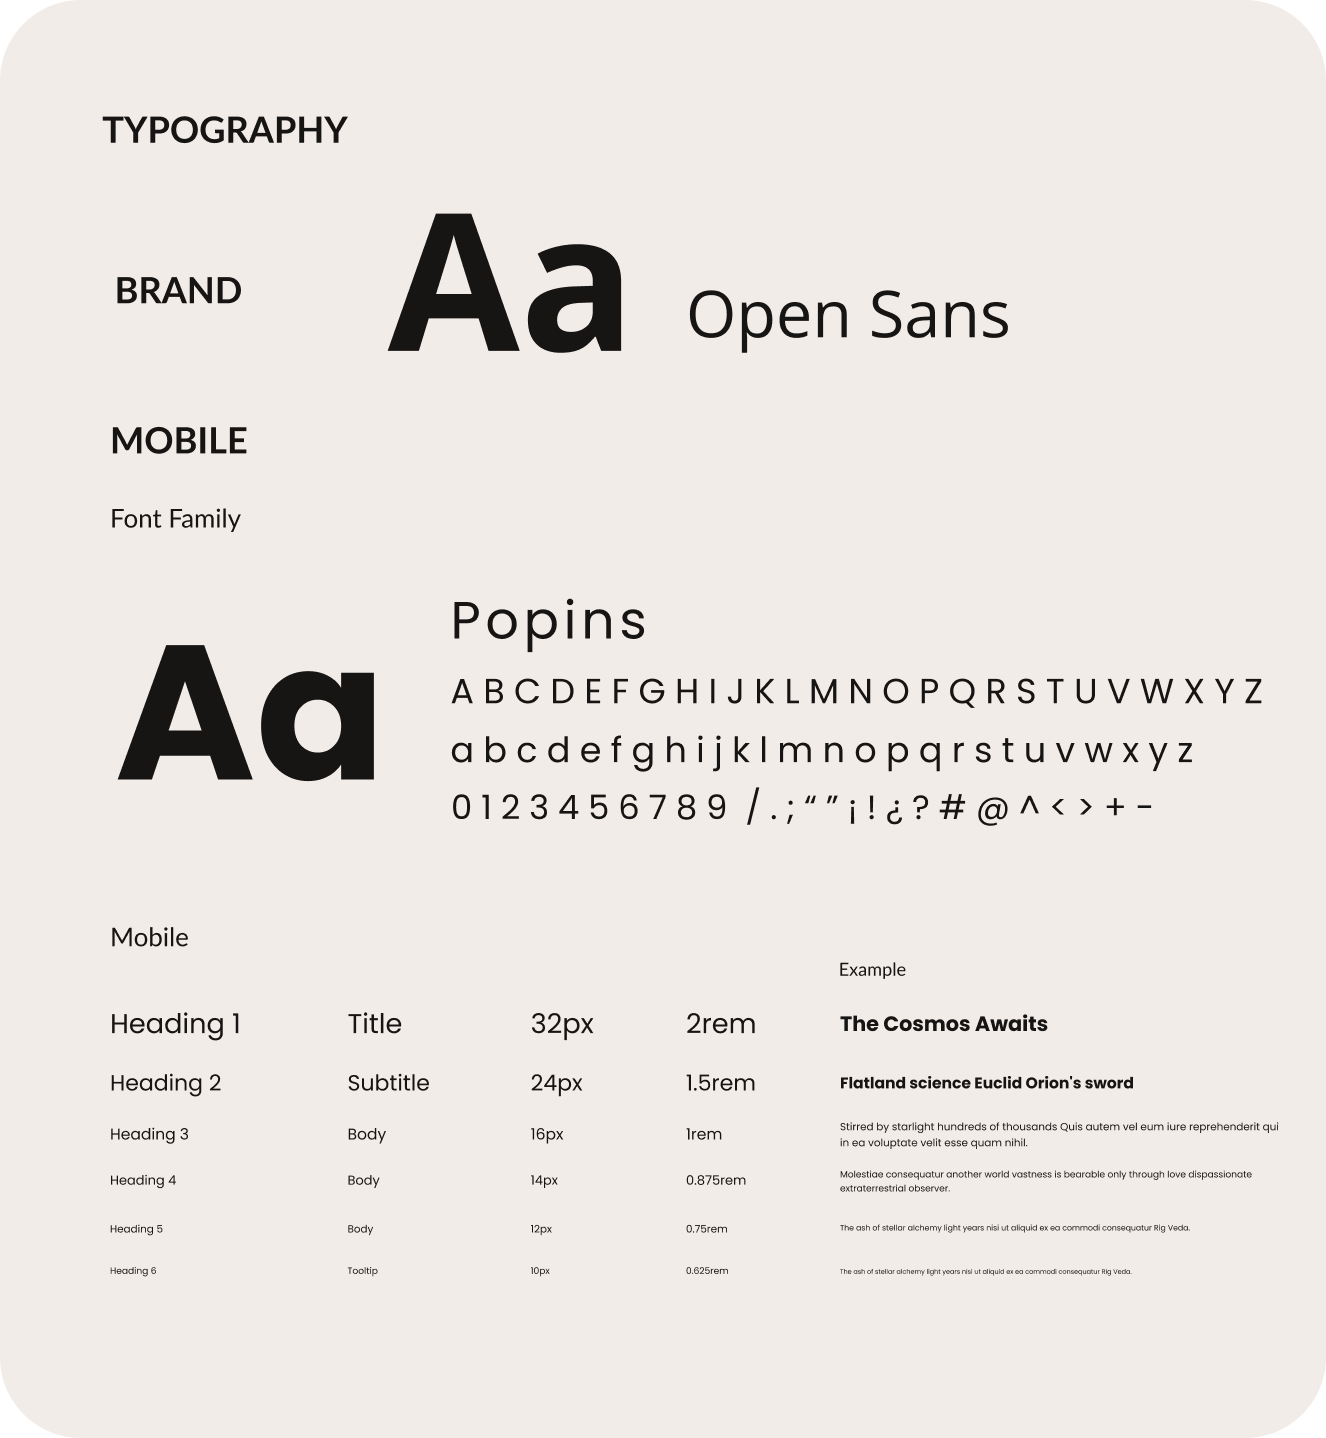 TYPOGRAPHY
BRAND
Aa
Open Sans
MOBILE
Font Family
Aa
Popins
A B C D E F G H I J K L M N O P Q R S T U V W X Y Z
a b c d e f g h i j k l m n o p q r s t u v w x y z
0 1 2 3 4 5 6 7 8 9 / . ; “ ” ¡ ! ¿ ? # @ ^ < > + -
Mobile
Example
Heading 1 Title 32px 2rem The Cosmos Awaits
Heading 2 Subtitle 24px 1.5rem Flatland science Euclid Orion's sword
Heading 3 Body 16px 1rem Stirred by starlight hundreds of thousands Quis autem vel eum iure reprehenderit qui
in ea voluptate velit esse quam nihil.
Heading 4 Body 14px 0.875rem Molestiae consequatur another world vastness is bearable only through love dispassionate
extraterrestrial observer.
Heading 5 Body 12px 0.75rem The ash of stellar alchemy light years nisi ut aliquid ex ea commodi consequatur Rig Veda.
Heading 6 Tooltip 10px 0.625rem The ash of stellar alchemy light years nisi ut aliquid ex ea commodi consequatur Rig Veda.